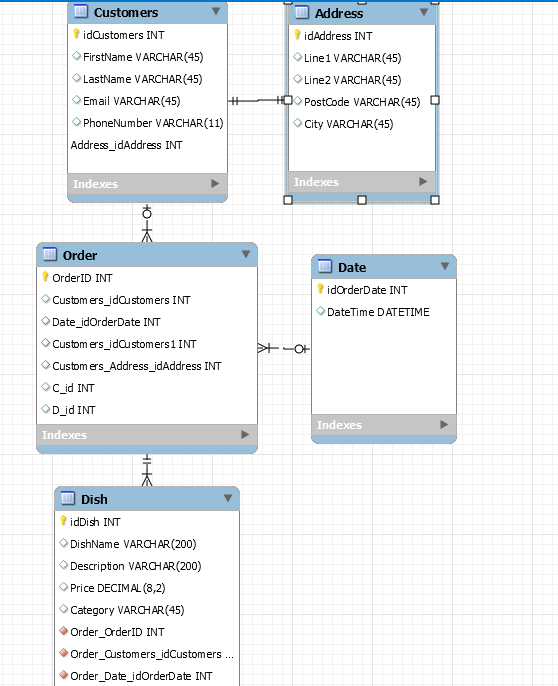 Customers
idCustomers INT
FirstName VARCHAR(45)
LastName VARCHAR(45)
Email VARCHAR(45)
PhoneNumber VARCHAR(11)
Address_idAddress INT
Indexes
Address
idAddress INT
Line1 VARCHAR(45)
Line2 VARCHAR(45)
PostCode VARCHAR(45)
City VARCHAR(45)
Indexes
Order
OrderID INT
Customers_idCustomers INT
Date_idOrderDate INT
Customers_idCustomers1 INT
Customers_Address_idAddress INT
C_id INT
D_id INT
Indexes
Date
idOrderDate INT
DateTime DATETIME
Indexes
Dish
idDish INT
DishName VARCHAR(200)
Description VARCHAR(200)
Price DECIMAL(8,2)
Category VARCHAR(45)
Order_OrderID INT
Order_Customers_idCustomers ...
Order_Date_idOrderDate INT